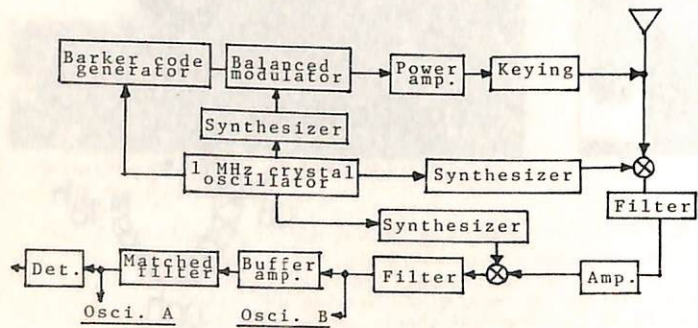 Barker code
generator
Balanced
modulator
Power
amp.
Keying
Synthesizer
1 MHz crystal
oscillator
Synthesizer
Filter
Synthesizer
Det.
Matched
filter
Buffer
amp.
Filter
Amp.
Osci. A
Osci. B